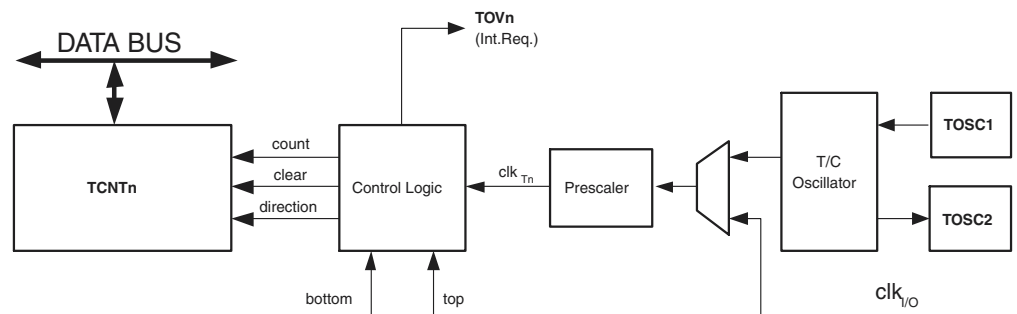 TOVn
(Int.Req.)
DATA BUS
TOSC1
count
T/C
Oscillator
TCNTn
clear
Control Logic
clk Tn
Prescaler
direction
TOSC2
bottom
top
clk I/O